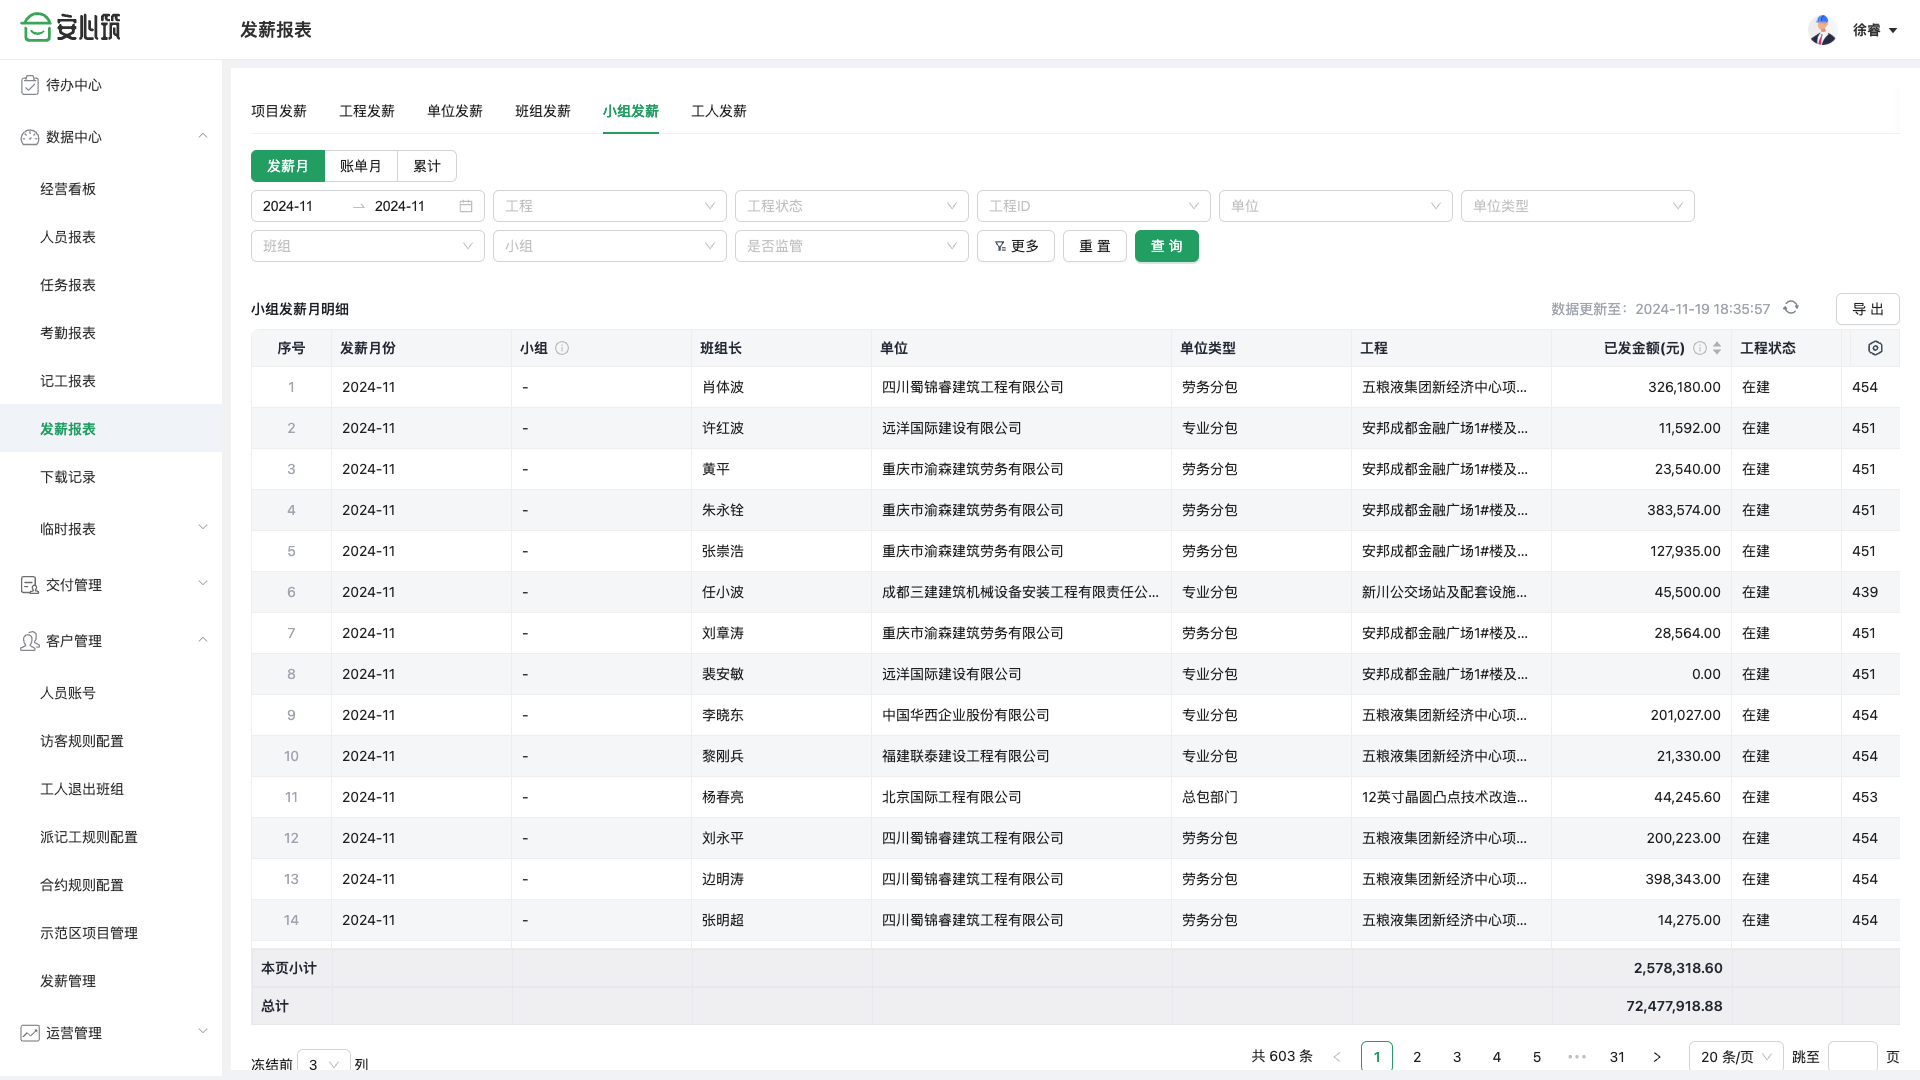 安心筑
发薪报表
徐睿
待办中心
数据中心
经营看板
人员报表
任务报表
考勤报表
记工报表
发薪报表
下载记录
临时报表
交付管理
客户管理
人员账号
访客规则配置
工人退出班组
派记工规则配置
合约规则配置
示范区项目管理
发薪管理
运营管理
项目发薪 工程发薪 单位发薪 班组发薪 小组发薪 工人发薪
发薪月 账单月 累计
2024-11 → 2024-11 工程 工程状态 工程ID 单位 单位类型
班组 小组 是否监管 更多 重 置 查 询
小组发薪月明细 数据更新至：2024-11-19 18:35:57 导 出
序号 发薪月份 小组 班组长 单位 单位类型 工程 已发金额(元) 工程状态
1 2024-11 - 肖体波 四川蜀锦睿建筑工程有限公司 劳务分包 五粮液集团新经济中心项... 326,180.00 在建 454
2 2024-11 - 许红波 远洋国际建设有限公司 专业分包 安邦成都金融广场1#楼及... 11,592.00 在建 451
3 2024-11 - 黄平 重庆市渝森建筑劳务有限公司 劳务分包 安邦成都金融广场1#楼及... 23,540.00 在建 451
4 2024-11 - 朱永铨 重庆市渝森建筑劳务有限公司 劳务分包 安邦成都金融广场1#楼及... 383,574.00 在建 451
5 2024-11 - 张崇浩 重庆市渝森建筑劳务有限公司 劳务分包 安邦成都金融广场1#楼及... 127,935.00 在建 451
6 2024-11 - 任小波 成都三建建筑机械设备安装工程有限责任公... 专业分包 新川公交场站及配套设施... 45,500.00 在建 439
7 2024-11 - 刘章涛 重庆市渝森建筑劳务有限公司 劳务分包 安邦成都金融广场1#楼及... 28,564.00 在建 451
8 2024-11 - 裴安敏 远洋国际建设有限公司 专业分包 安邦成都金融广场1#楼及... 0.00 在建 451
9 2024-11 - 李晓东 中国华西企业股份有限公司 专业分包 五粮液集团新经济中心项... 201,027.00 在建 454
10 2024-11 - 黎刚兵 福建联泰建设工程有限公司 专业分包 五粮液集团新经济中心项... 21,330.00 在建 454
11 2024-11 - 杨春亮 北京国际工程有限公司 总包部门 12英寸晶圆凸点技术改造... 44,245.60 在建 453
12 2024-11 - 刘永平 四川蜀锦睿建筑工程有限公司 劳务分包 五粮液集团新经济中心项... 200,223.00 在建 454
13 2024-11 - 边明涛 四川蜀锦睿建筑工程有限公司 劳务分包 五粮液集团新经济中心项... 398,343.00 在建 454
14 2024-11 - 张明超 四川蜀锦睿建筑工程有限公司 劳务分包 五粮液集团新经济中心项... 14,275.00 在建 454
本页小计 2,578,318.60
总计 72,477,918.88
冻结前 3 列 共 603 条 < 1 2 3 4 5 ••• 31 > 20 条/页 跳至 页